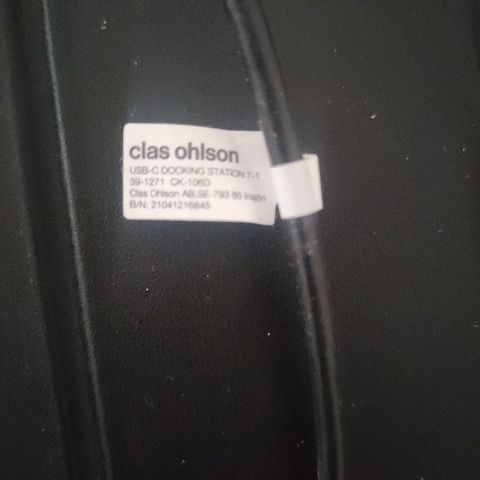 clas ohlson
USB-C DOCKING STATION 7-1
39-1271 CK-106D
Clas Ohlson AB,SE-793 85 Insjön
B/N: 21041216845